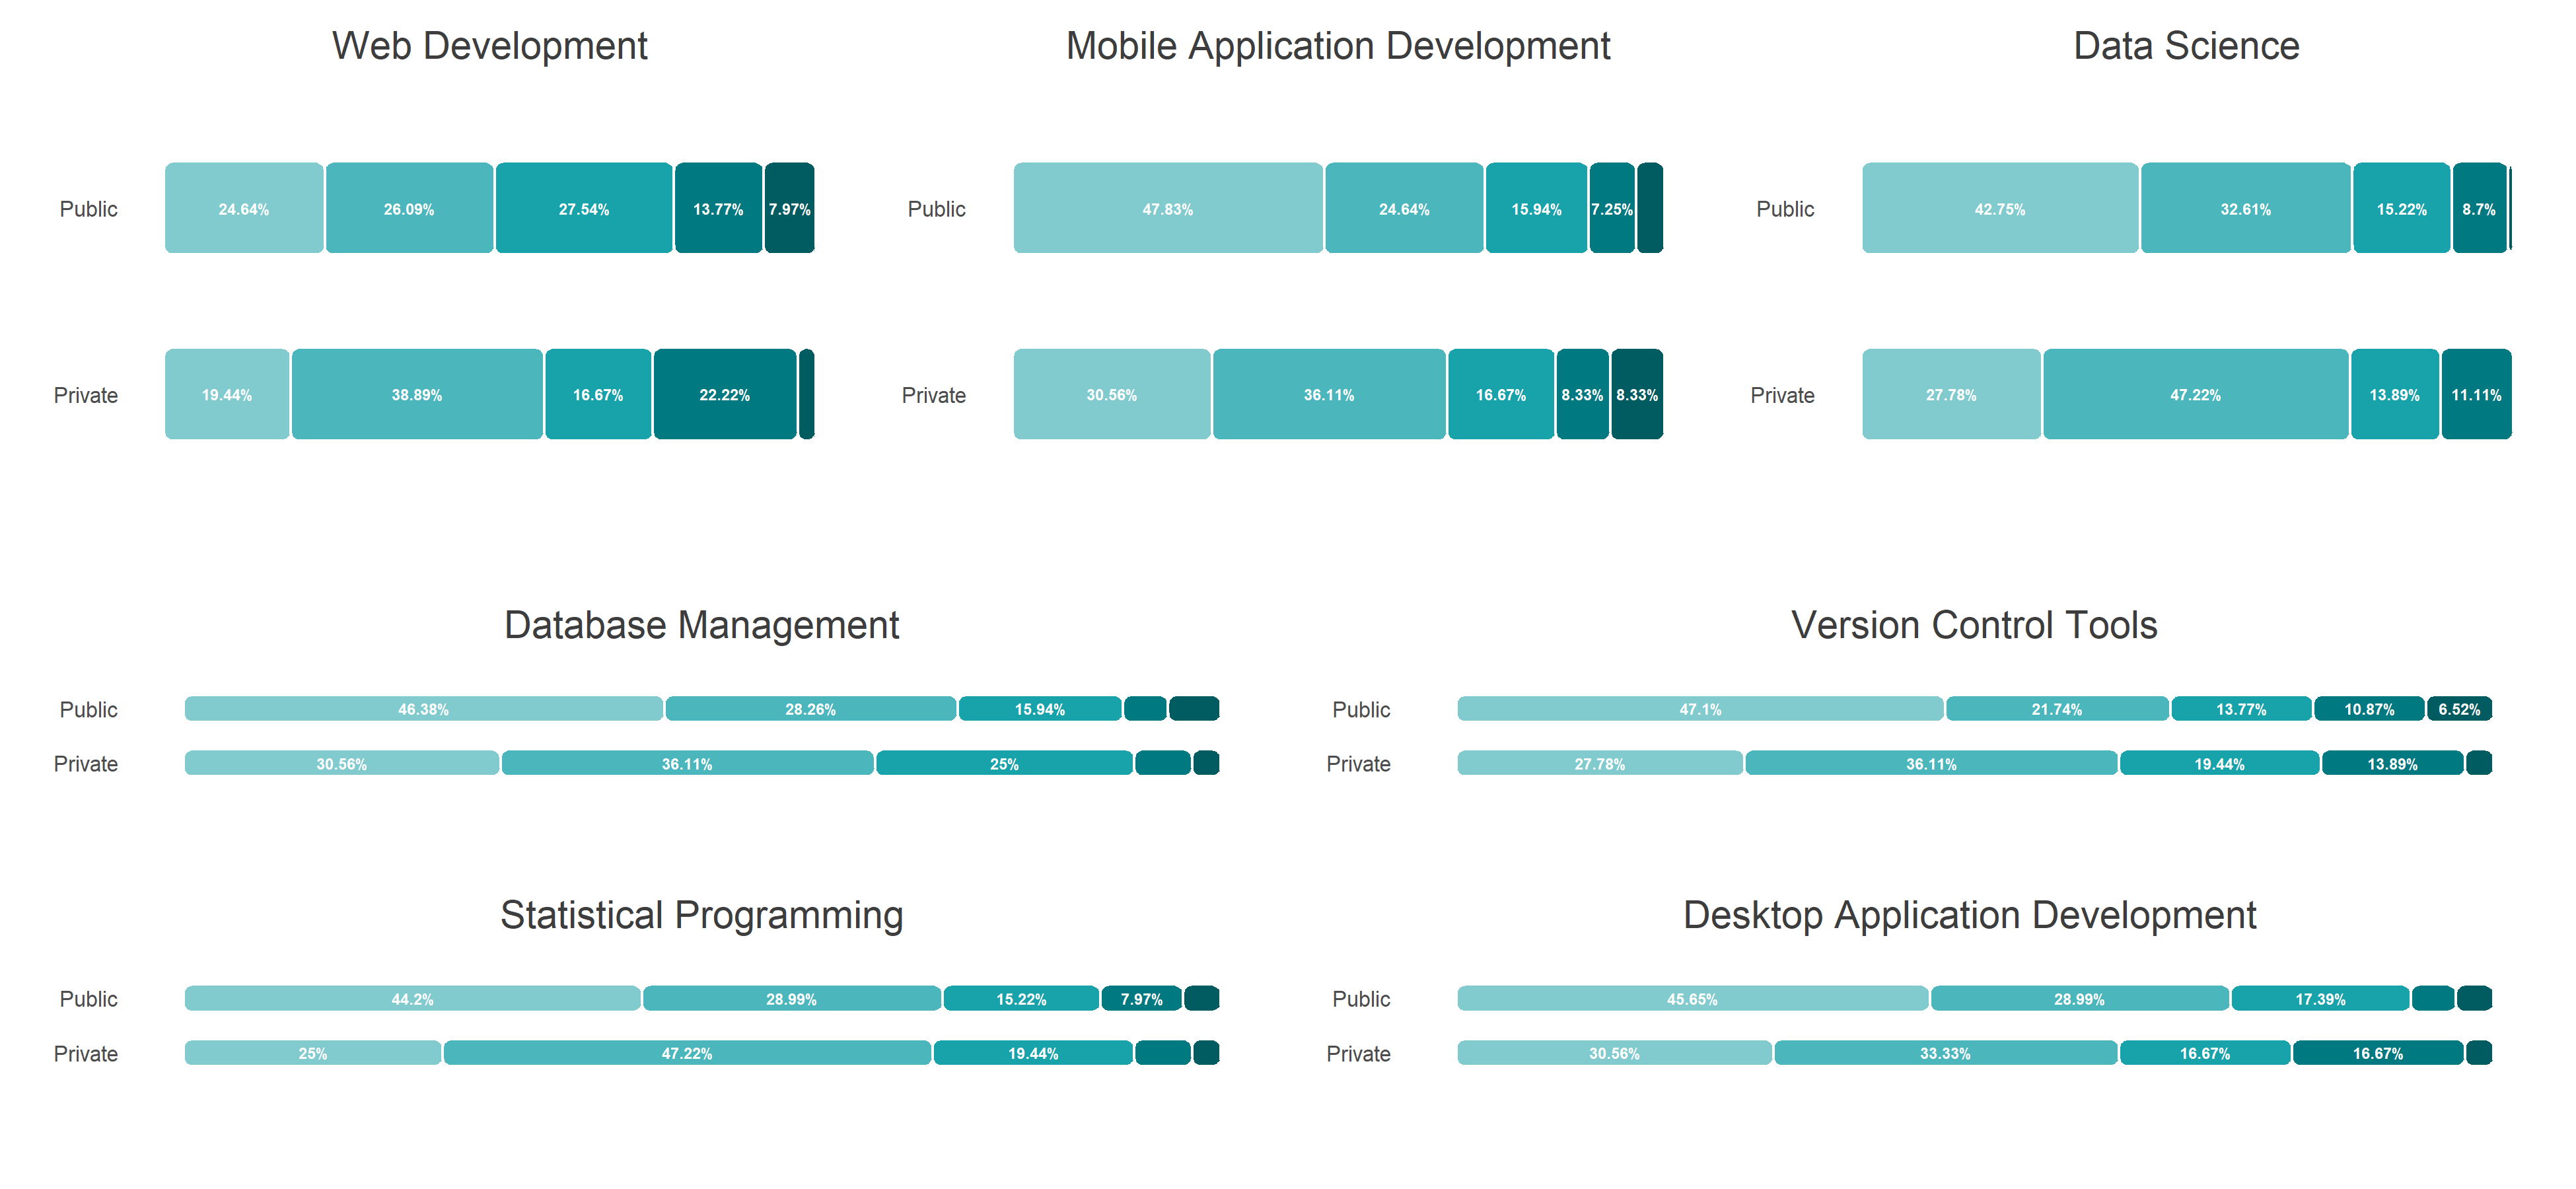 Web Development
Public 24.64% 26.09% 27.54% 13.77% 7.97%
Private 19.44% 38.89% 16.67% 22.22%
Mobile Application Development
Public 47.83% 24.64% 15.94% 7.25%
Private 30.56% 36.11% 16.67% 8.33% 8.33%
Data Science
Public 42.75% 32.61% 15.22% 8.7%
Private 27.78% 47.22% 13.89% 11.11%
Database Management
Public 46.38% 28.26% 15.94%
Private 30.56% 36.11% 25%
Version Control Tools
Public 47.1% 21.74% 13.77% 10.87% 6.52%
Private 27.78% 36.11% 19.44% 13.89%
Statistical Programming
Public 44.2% 28.99% 15.22% 7.97%
Private 25% 47.22% 19.44%
Desktop Application Development
Public 45.65% 28.99% 17.39%
Private 30.56% 33.33% 16.67% 16.67%